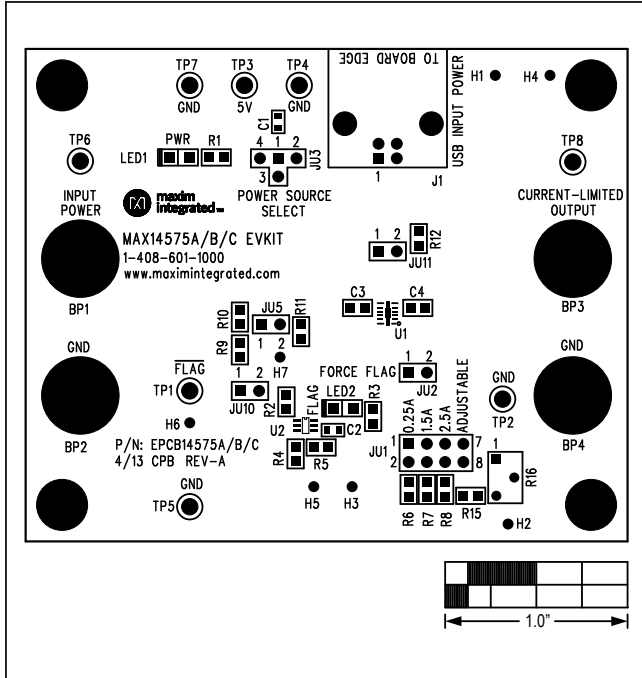 TO BOARD EDGE
TP7
TP3
TP4
GND
5V
GND
H1
H4
USB INPUT POWER
C1
TP6
PWR
R1
LED1
4 1 2
JU3
3
1
J1
TP8
INPUT
POWER
maxim
integrated™
POWER SOURCE
SELECT
CURRENT-LIMITED
OUTPUT
MAX14575A/B/C EVKIT
1-408-601-1000
www.maximintegrated.com
1 2
R12
JU11
BP1
BP3
C3
C4
U1
R10
JU5
R11
1 2
R9
H7
GND
GND
FLAG
TP1
1 2
JU10
R2
FLAG
FORCE FLAG
LED2
R3
1 2
JU2
GND
TP2
H6
U2
C2
0.25A
1.5A
2.5A
ADJUSTABLE
BP2
BP4
P/N: EPCB14575A/B/C
4/13 CPB REV-A
R4
R5
JU1
1
7
2
8
1
R16
GND
TP5
H5
H3
R6
R7
R8
R15
H2
1.0"